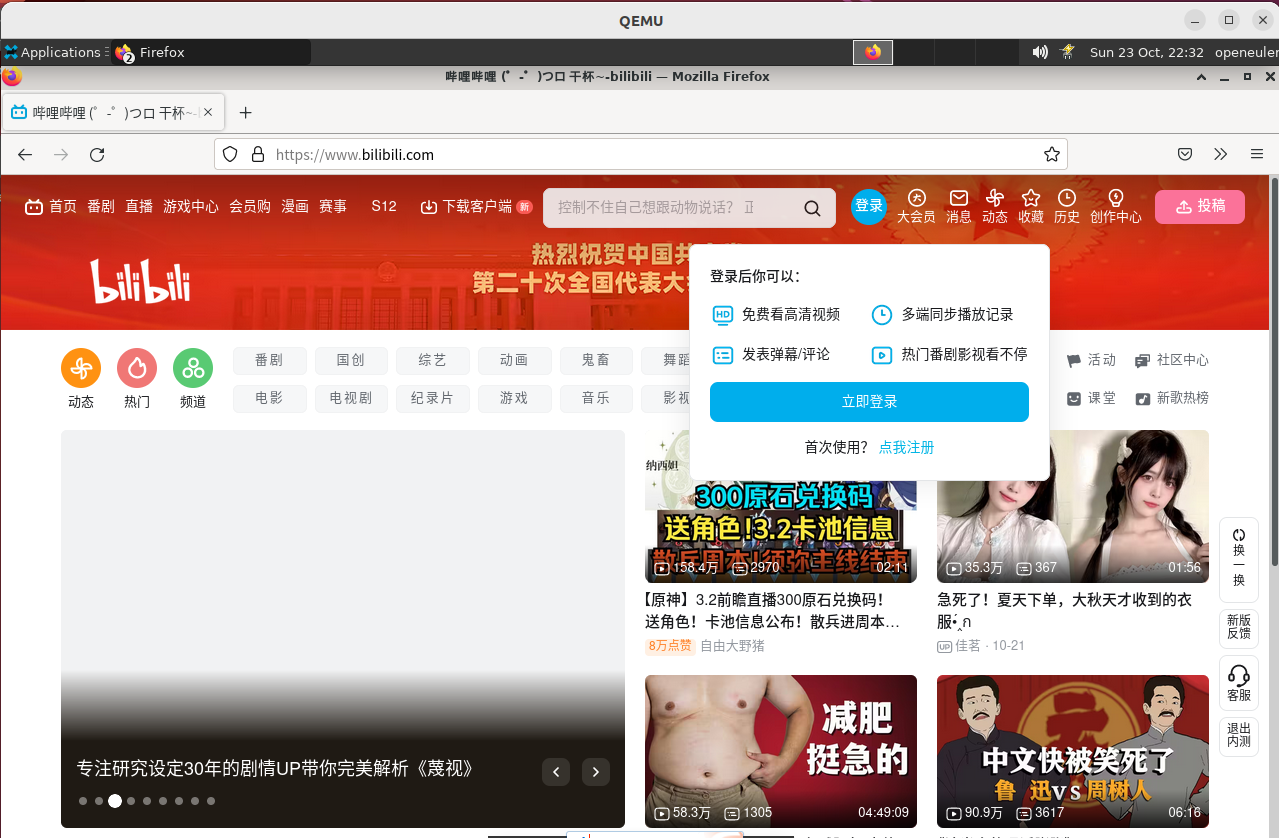 QEMU
Applications
2 Firefox
Sun 23 Oct, 22:32 openeuler
哔哩哔哩 (゜-゜)つロ 干杯~-bilibili — Mozilla Firefox
哔哩哔哩 (゜-゜)つロ 干杯~-
https://www.bilibili.com
首页 番剧 直播 游戏中心 会员购 漫画 赛事 S12 下载客户端 新
控制不住自己想跟动物说话？
登录 大会员 消息 动态 收藏 历史 创作中心 投稿
热烈祝贺中国共
第二十次全国代表大
bilibili
登录后你可以：
HD 免费看高清视频 多端同步播放记录
发表弹幕/评论 热门番剧影视看不停
立即登录
首次使用？ 点我注册
动态 热门 频道
番剧 国创 综艺 动画 鬼畜 舞蹈
电影 电视剧 纪录片 游戏 音乐 影视
活动 社区中心
课堂 新歌热榜
专注研究设定30年的剧情UP带你完美解析《蔑视》
纳西妲
300原石兑换码
送角色!3.2卡池信息
散兵周本!须弥主线结束
158.4万 2970 02:11
【原神】3.2前瞻直播300原石兑换码！
送角色！卡池信息公布！散兵进周本…
8万点赞 自由大野猪
35.3万 367 01:56
急死了！夏天下单，大秋天才收到的衣
UP 佳茗 · 10-21
减肥
挺急的
58.3万 1305 04:49:09
中文快被笑死了
鲁迅vs周树人
90.9万 3617 06:16
换一换
新版
反馈
客服
退出
内测